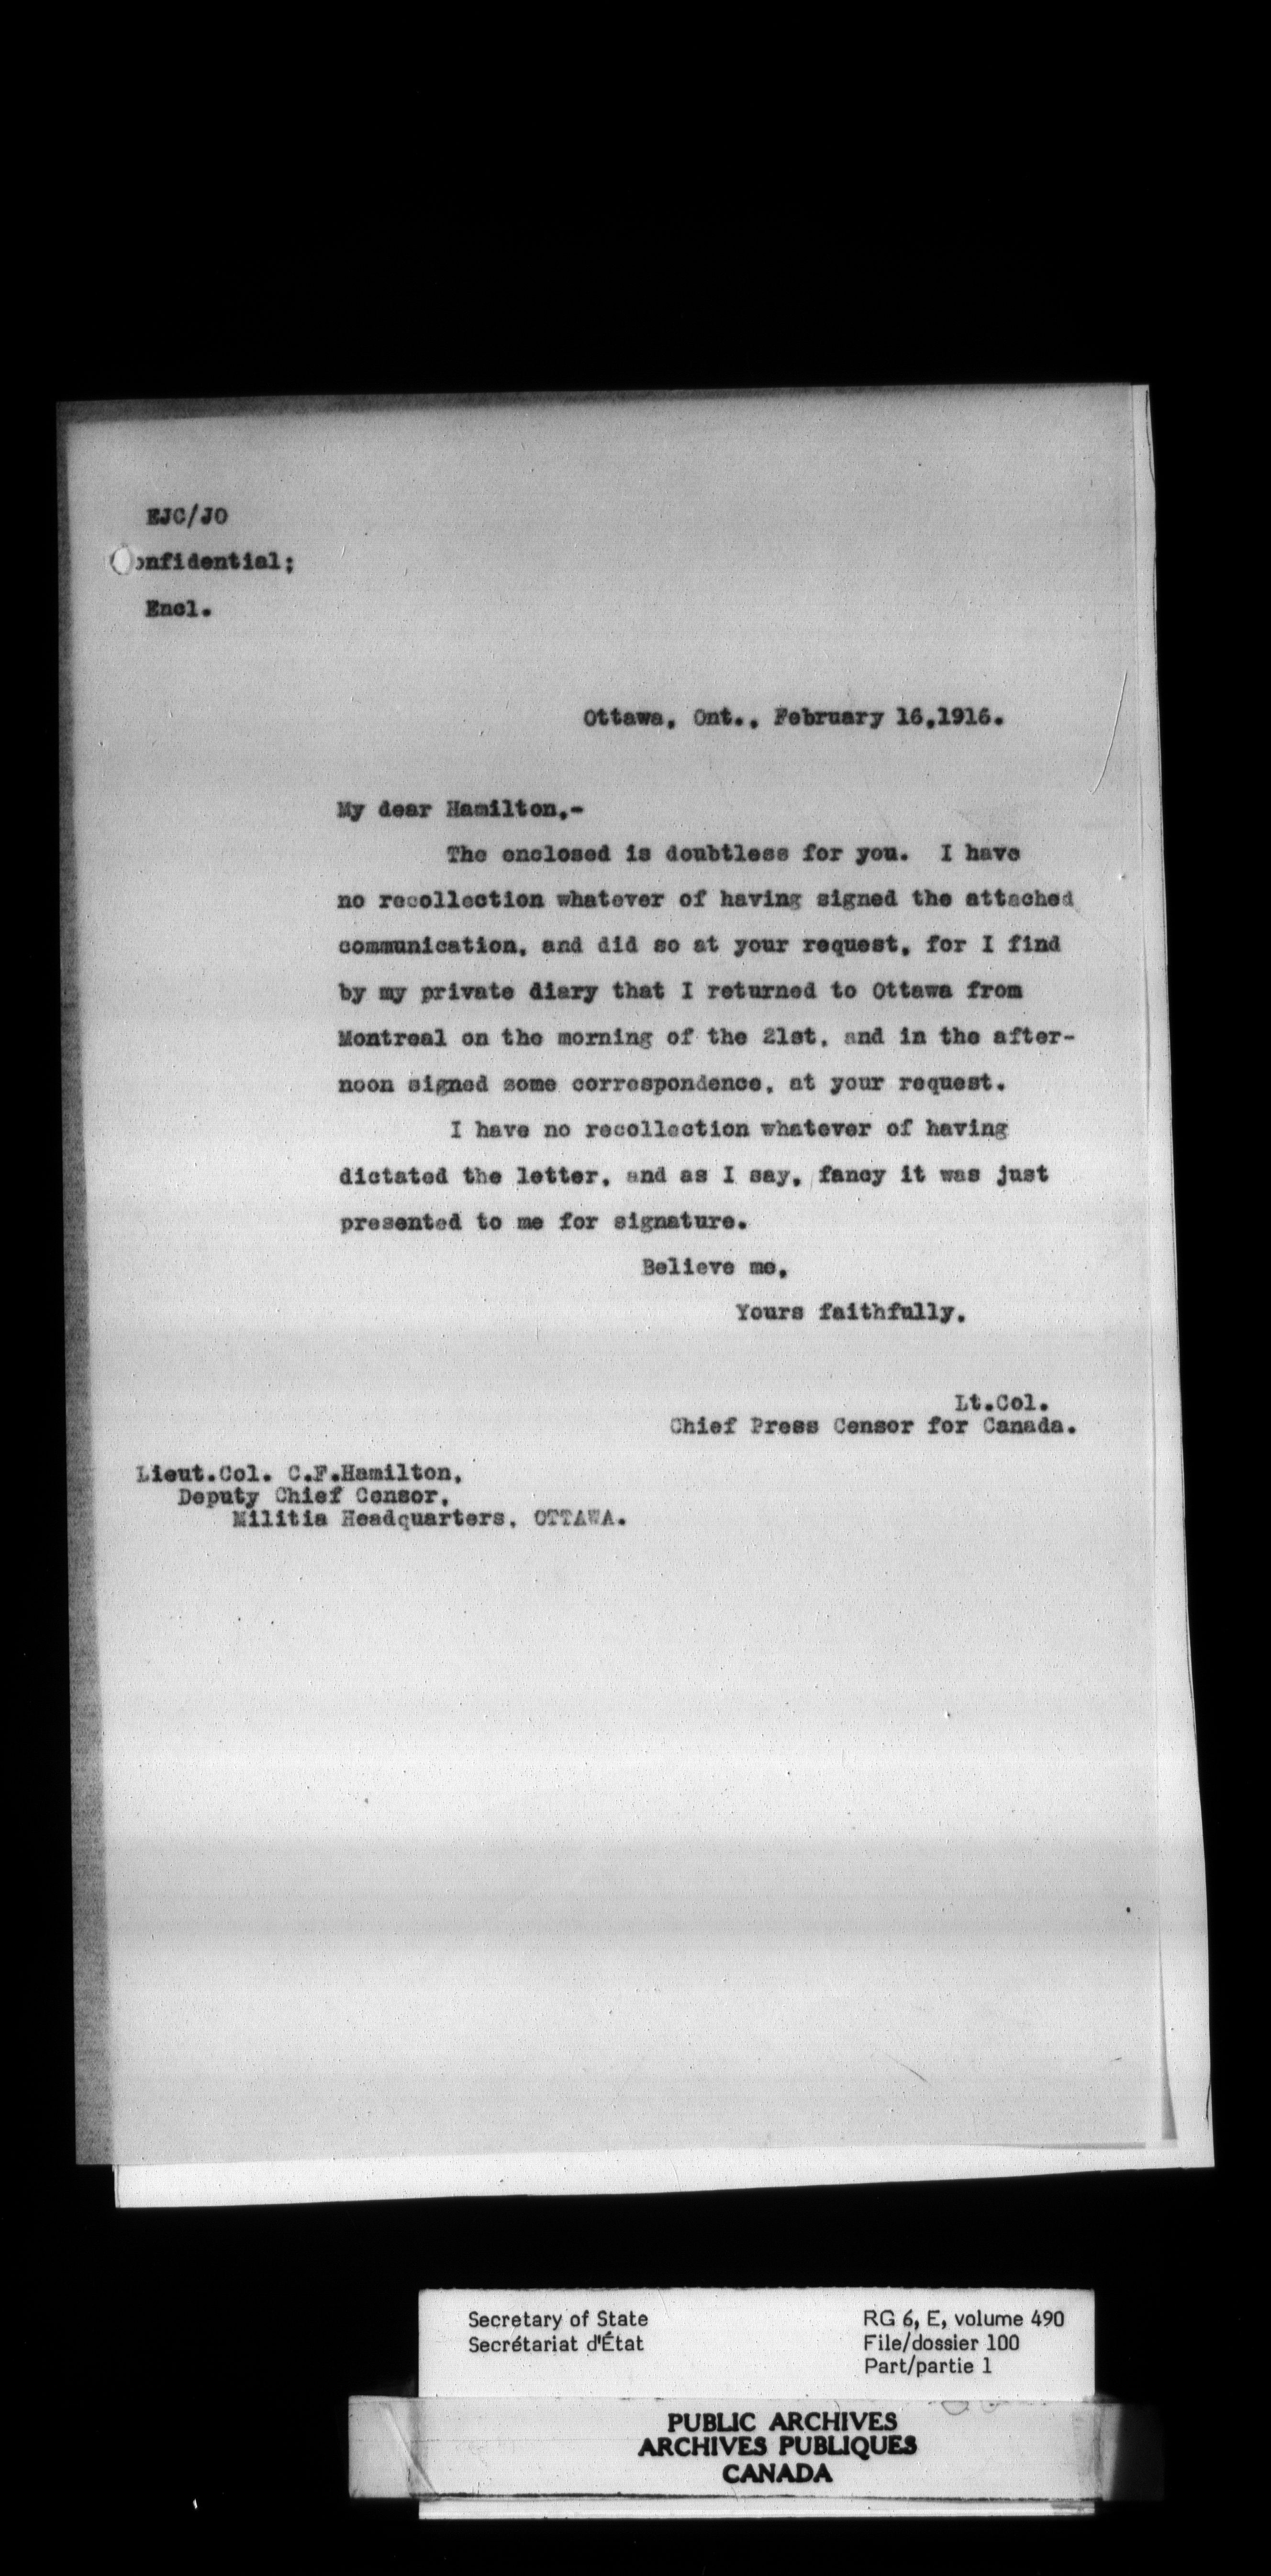 EJC/JO
Confidential;
Encl.
Ottawa, Ont., February 16,1916.
My dear Hamilton,-
The enclosed is doubtless for you. I have
no recollection whatever of having signed the attached
communication, and did so at your request, for I find
by my private diary that I returned to Ottawa from
Montreal on the morning of the 21st, and in the after-
noon signed some correspondence, at your request.
I have no recollection whatever of having
dictated the letter, and as I say, fancy it was just
presented to me for signature.
Believe me,
Yours faithfully,
Lt.Col.
Chief Press Censor for Canada.
Lieut.Col. C.F.Hamilton,
Deputy Chief Censor,
Militia Headquarters, OTTAWA.
Secretary of State
Secrétariat d'État
RG 6, E, volume 490
File/dossier 100
Part/partie 1
PUBLIC ARCHIVES
ARCHIVES PUBLIQUES
CANADA